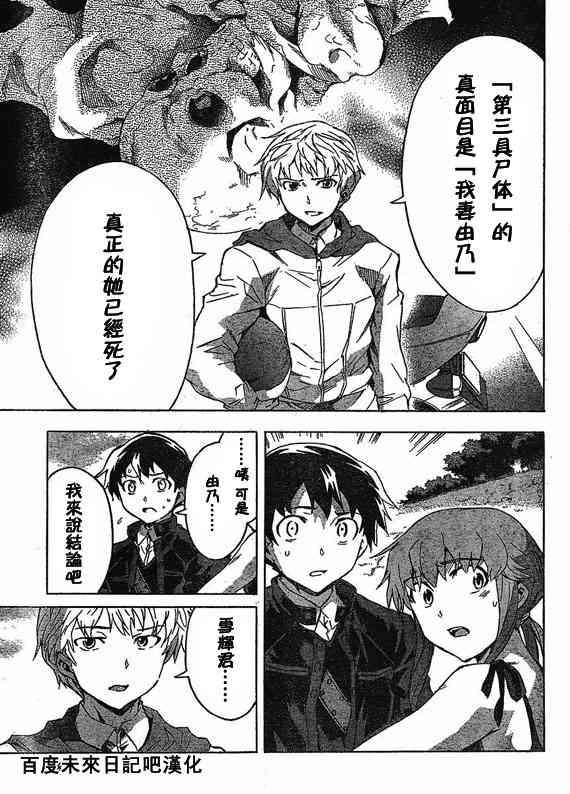 「第三具尸体」的
真面目是「我妻由乃」
真正的她已經死了
……咦 可是
由乃……
我來說結論吧
雪輝君……
百度未來日記吧漢化